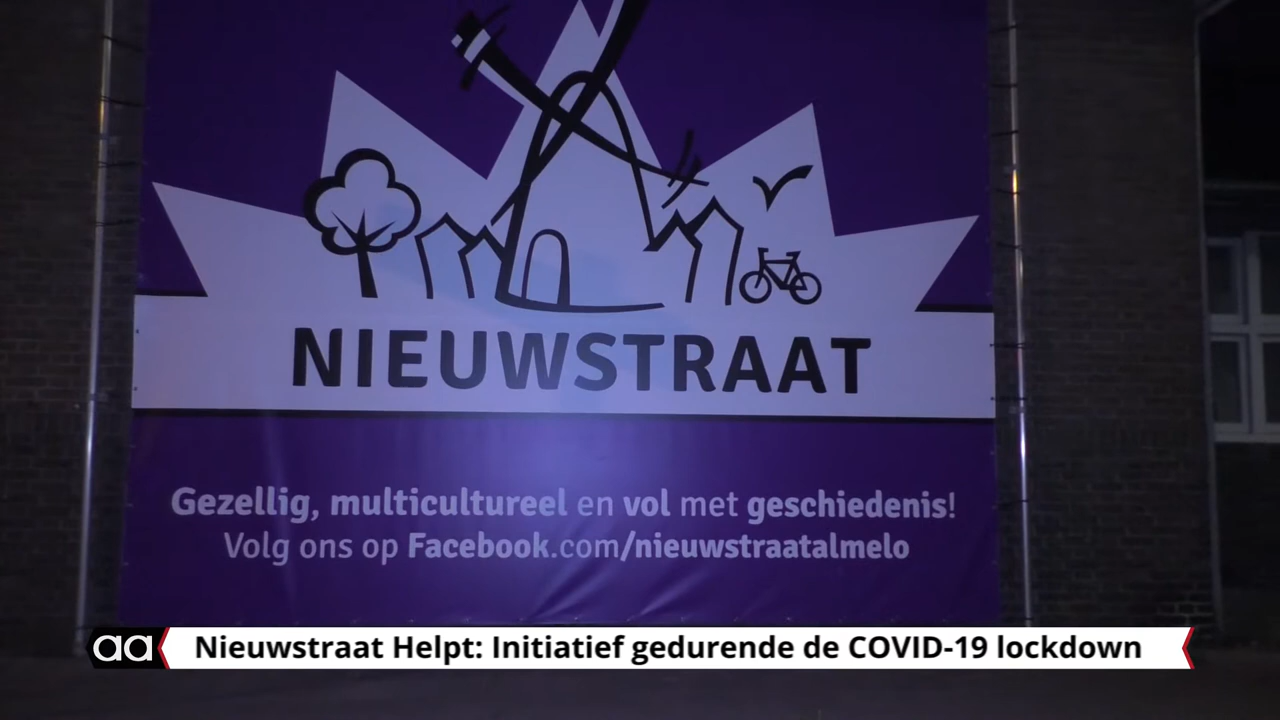 NIEUWSTRAAT
Gezellig, multicultureel en vol met geschiedenis!
Volg ons op Facebook.com/nieuwstraatalmelo
aa Nieuwstraat Helpt: Initiatief gedurende de COVID-19 lockdown